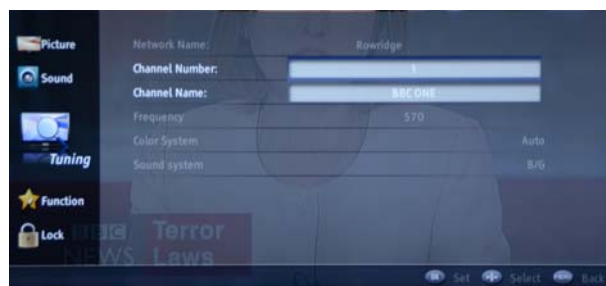 Picture
Sound
Tuning
Function
Lock
Network Name: Rowridge
Channel Number: 1
Channel Name: BBC ONE
Frequency 570
Color System Auto
Sound system B/G
BBC Terror
NEWS Laws
OK Set Select MENU Back